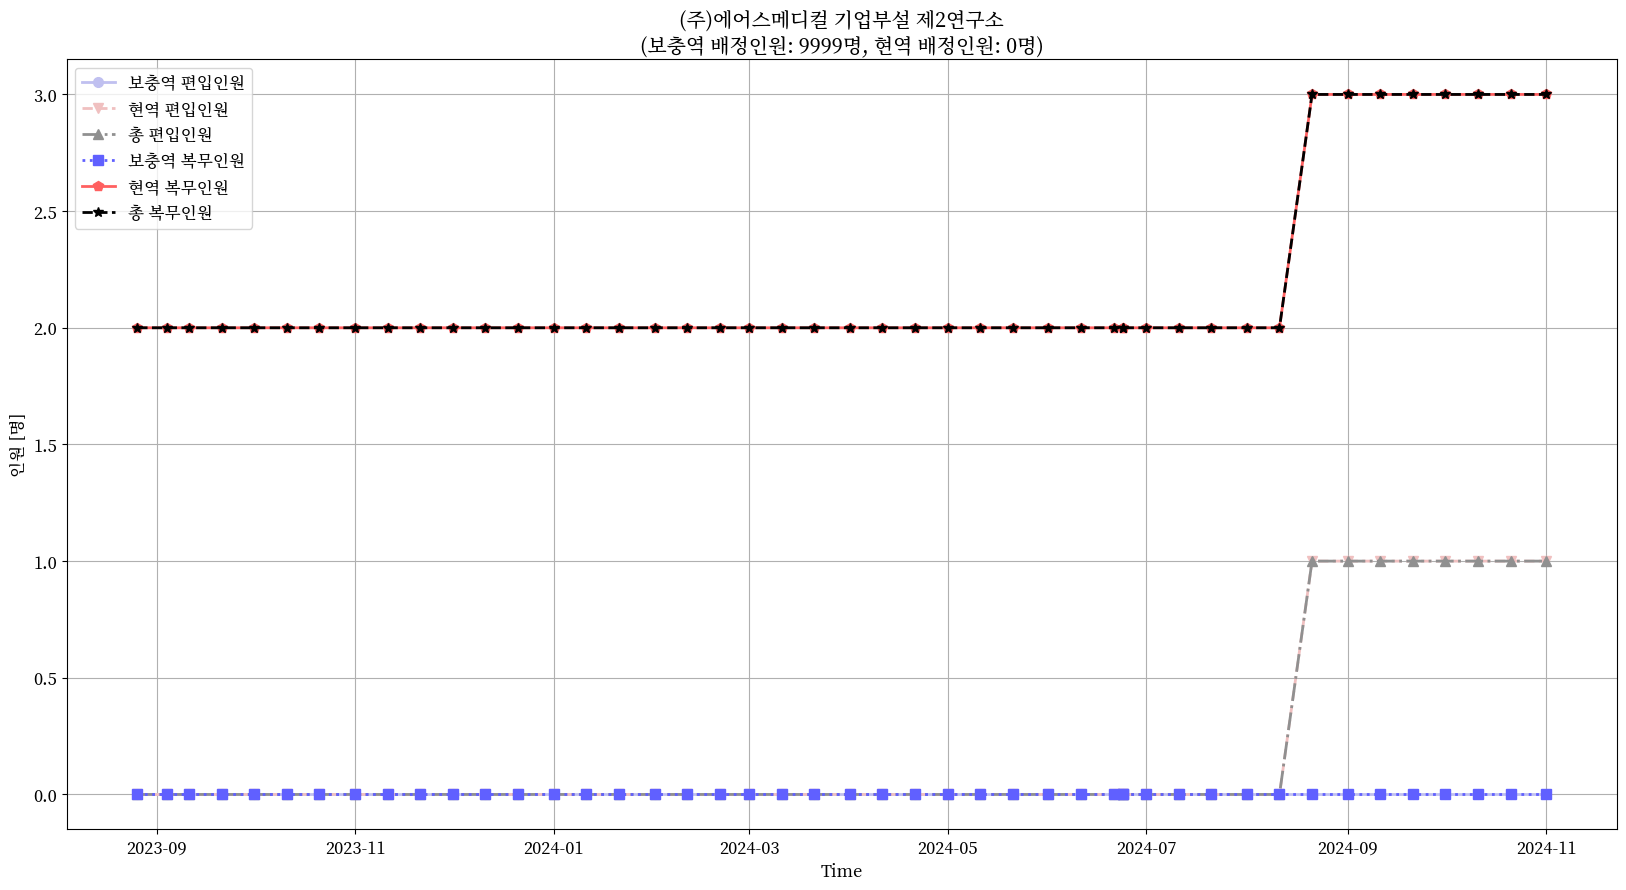 (주)에어스메디컬 기업부설 제2연구소
(보충역 배정인원: 9999명, 현역 배정인원: 0명)
보충역 편입인원
현역 편입인원
총 편입인원
보충역 복무인원
현역 복무인원
총 복무인원
3.0
2.5
2.0
1.5
1.0
0.5
0.0
인원 [명]
2023-09
2023-11
2024-01
2024-03
2024-05
2024-07
2024-09
2024-11
Time